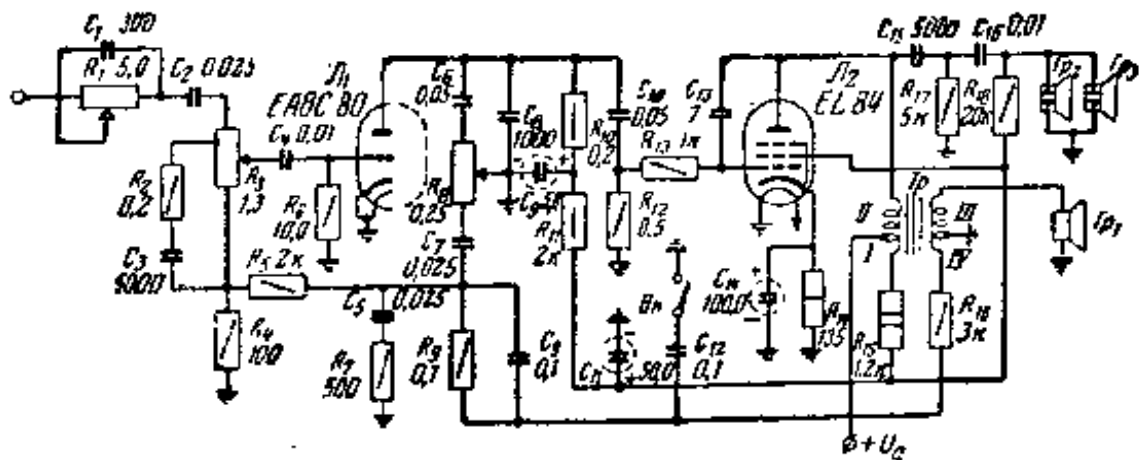 C₁ 300
R₁ 5,0
C₂ 0,025
R₂
0,2
R₃
1,3
C₃
5000
R₄
100
C₄ 0,01
R₆
10,0
R₅ 2к
C₅
0,025
R₇
500
Л₁
EABC 80
C₆
0,05
R₈
0,25
C₇
0,025
R₉
0,1
1000
C₉
0,1
R₁₀
0,2
R₁₁
2к
C₁₀
0,05
R₁₂
0,5
R₁₃ 1к
C₁₁
50,0
Вк
C₁₂
0,1
C₁₃
7
Л₂
EL 84
C₁₄
100,0
R₁₄
135
R₁₅
1,2к
C₁₅ 5000
C₁₆ 0,01
R₁₇
5к
R₁₈
20к
Гр₂
Гр₃
Тр
II
I
III
IV
Гр₁
3к
+ Uа